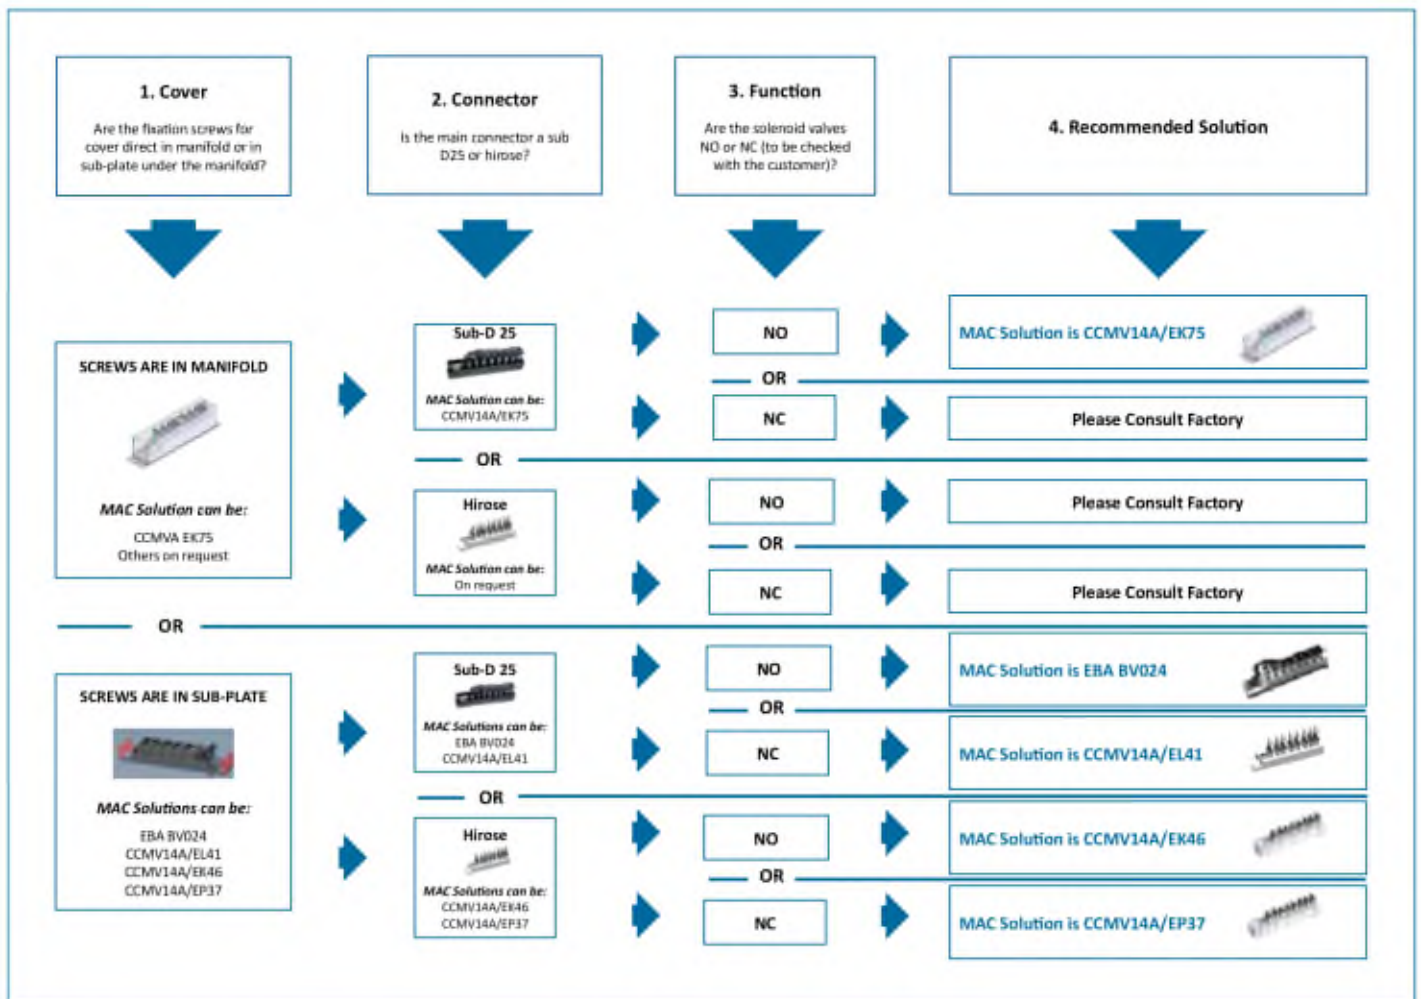 1. Cover
Are the fixation screws for
cover direct in manifold or in
sub-plate under the manifold?
2. Connector
Is the main connector a sub
D25 or hirose?
3. Function
Are the solenoid valves
NO or NC (to be checked
with the customer)?
4. Recommended Solution
SCREWS ARE IN MANIFOLD
MAC Solution can be:
CCMVA EK75
Others on request
Sub-D 25
MAC Solution can be:
CCMV14A/EK75
NO
MAC Solution is CCMV14A/EK75
OR
NC
Please Consult Factory
OR
Hirose
MAC Solution can be:
On request
NO
Please Consult Factory
OR
NC
Please Consult Factory
OR
SCREWS ARE IN SUB-PLATE
MAC Solutions can be:
EBA BV024
CCMV14A/EL41
CCMV14A/EK46
CCMV14A/EP37
Sub-D 25
MAC Solutions can be:
EBA BV024
CCMV14A/EL41
NO
MAC Solution is EBA BV024
OR
NC
MAC Solution is CCMV14A/EL41
OR
Hirose
MAC Solutions can be:
CCMV14A/EK46
CCMV14A/EP37
NO
MAC Solution is CCMV14A/EK46
OR
NC
MAC Solution is CCMV14A/EP37